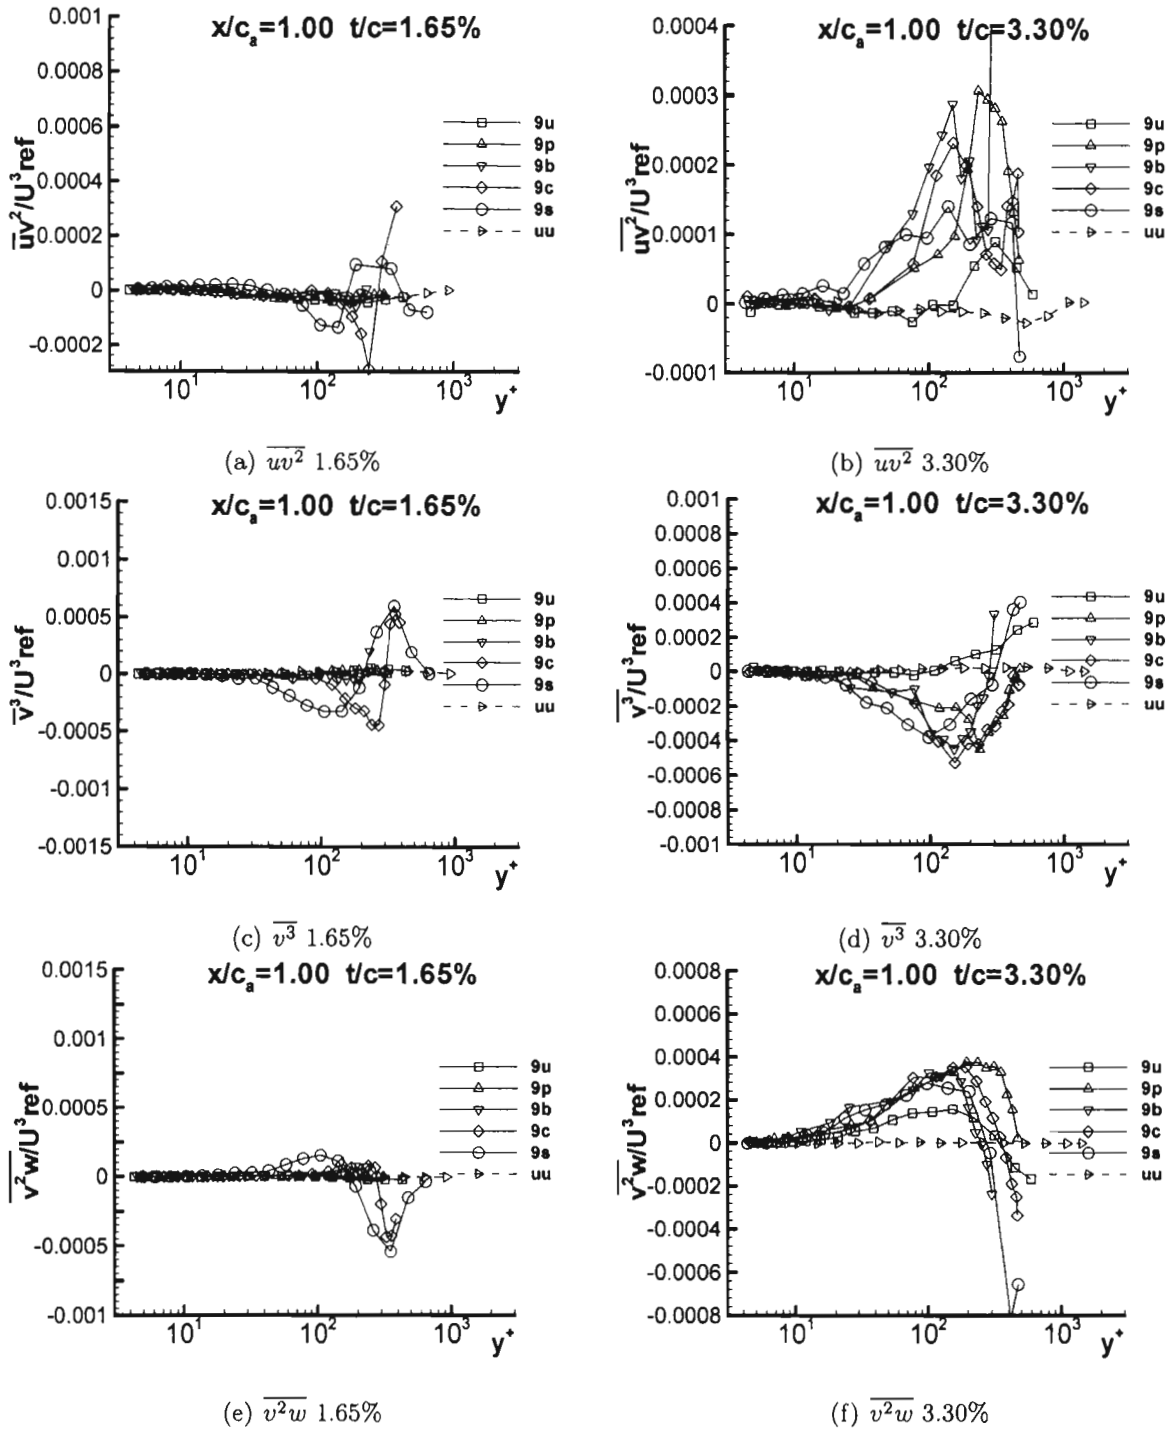 x/cₐ=1.00 t/c=1.65%
0.001
0.0008
0.0006
0.0004
0.0002
0
-0.0002
u̅v²/U³ref
10¹
10²
10³
y⁺
9u
9p
9b
9c
9s
uu
(a) uv² 1.65%
x/cₐ=1.00 t/c=3.30%
0.0004
0.0003
0.0002
0.0001
0
-0.0001
uv²/U³ref
10¹
10²
10³
y⁺
9u
9p
9b
9c
9s
uu
(b) uv² 3.30%
x/cₐ=1.00 t/c=1.65%
0.0015
0.001
0.0005
0
-0.0005
-0.001
-0.0015
v³/U³ref
10¹
10²
10³
y⁺
9u
9p
9b
9c
9s
uu
(c) v³ 1.65%
x/cₐ=1.00 t/c=3.30%
0.001
0.0008
0.0006
0.0004
0.0002
0
-0.0002
-0.0004
-0.0006
-0.0008
-0.001
v³/U³ref
10¹
10²
10³
y⁺
9u
9p
9b
9c
9s
uu
(d) v³ 3.30%
x/cₐ=1.00 t/c=1.65%
0.0015
0.001
0.0005
0
-0.0005
-0.001
v²w/U³ref
10¹
10²
10³
y⁺
9u
9p
9b
9c
9s
uu
(e) v²w 1.65%
x/cₐ=1.00 t/c=3.30%
0.0008
0.0006
0.0004
0.0002
0
-0.0002
-0.0004
-0.0006
-0.0008
v²w/U³ref
10¹
10²
10³
y⁺
9u
9p
9b
9c
9s
uu
(f) v²w 3.30%